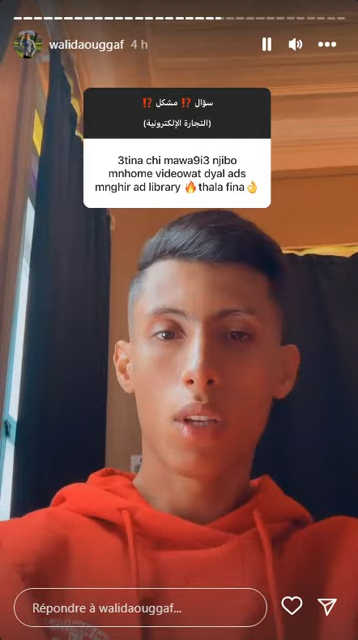 walidaouggaf 4 h
سؤال ⁉️ مشكل ⁉️
(التجارة الإلكترونية)
3tina chi mawa9i3 njibo
mnhome videowat dyal ads
mnghir ad library 🔥thala fina👌
Répondre à walidaouggaf...